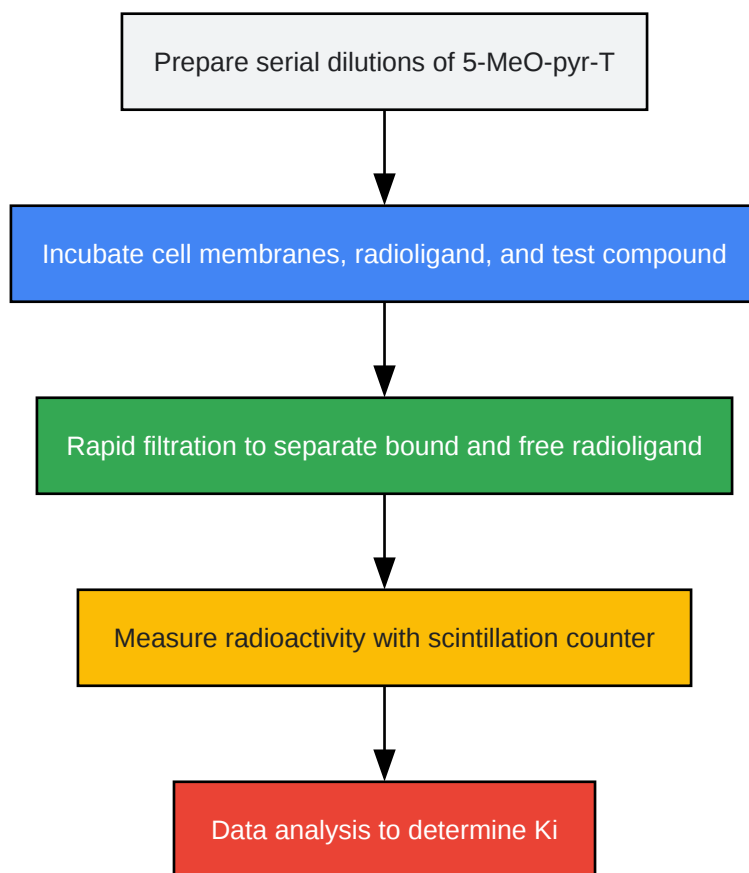 Prepare serial dilutions of 5-MeO-pyr-T
Incubate cell membranes, radioligand, and test compound
Rapid filtration to separate bound and free radioligand
Measure radioactivity with scintillation counter
Data analysis to determine Ki